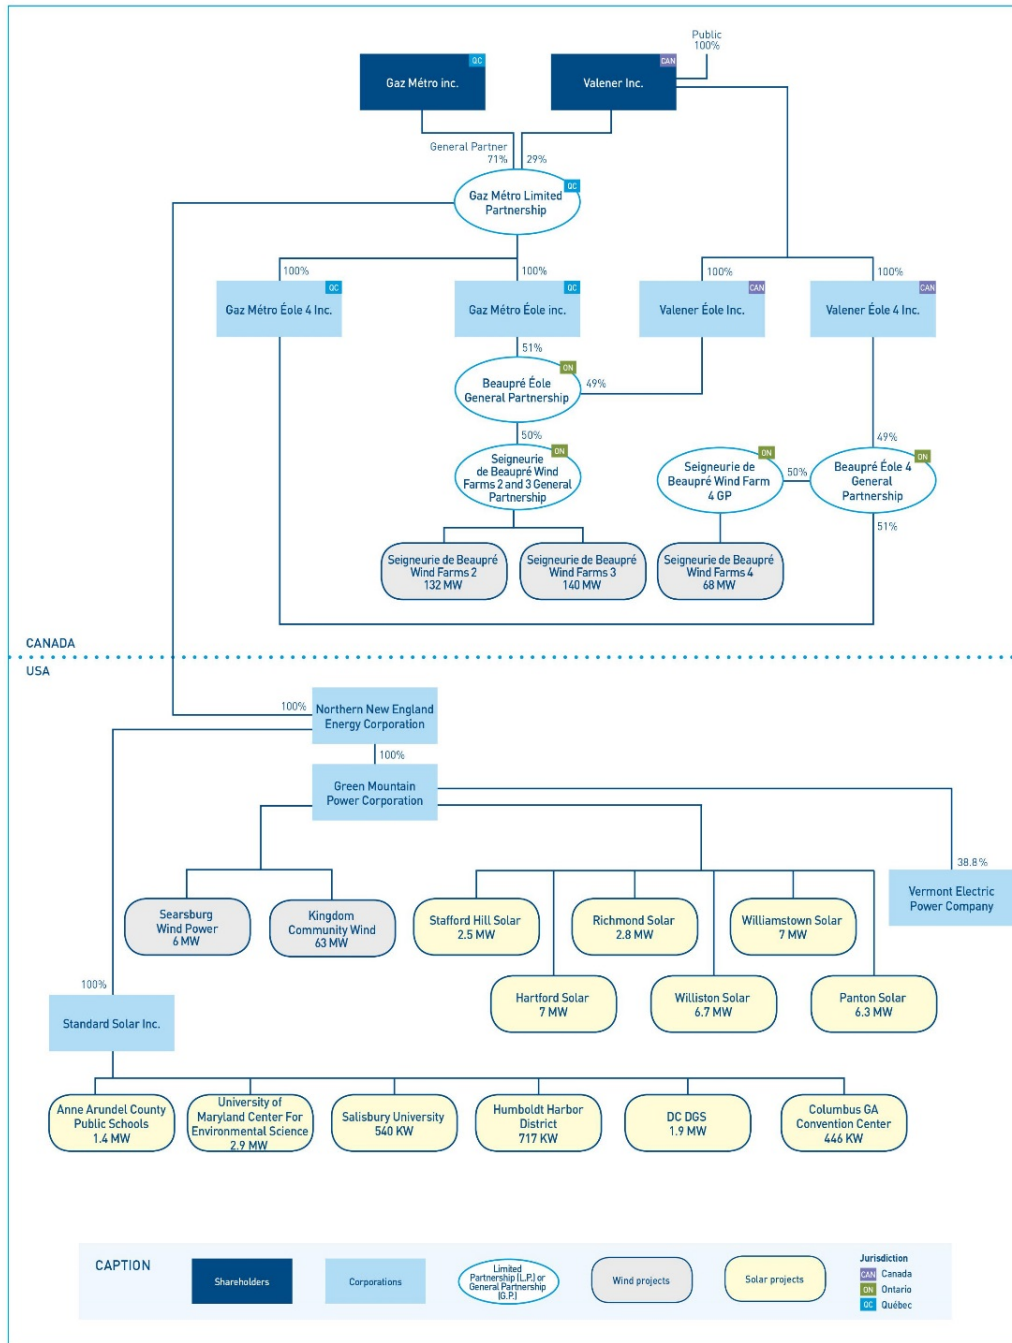 Public
100%
QC
Gaz Métro inc.
CAN
Valener Inc.
General Partner
71%
29%
QC
Gaz Métro Limited
Partnership
100%
QC
Gaz Métro Éole 4 Inc.
100%
QC
Gaz Métro Éole inc.
100%
CAN
Valener Éole Inc.
100%
CAN
Valener Éole 4 Inc.
51%
ON
Beaupré Éole
General Partnership
49%
50%
ON
Seigneurie
de Beaupré Wind
Farms 2 and 3 General
Partnership
ON
Seigneurie de
Beaupré Wind Farm
4 GP
50%
49%
ON
Beaupré Éole 4
General
Partnership
51%
Seigneurie de Beaupré
Wind Farms 2
132 MW
Seigneurie de Beaupré
Wind Farms 3
140 MW
Seigneurie de Beaupré
Wind Farms 4
68 MW
CANADA
USA
100%
Northern New England
Energy Corporation
100%
Green Mountain
Power Corporation
38.8%
Vermont Electric
Power Company
Searsburg
Wind Power
6 MW
Kingdom
Community Wind
63 MW
Stafford Hill Solar
2.5 MW
Richmond Solar
2.8 MW
Williamstown Solar
7 MW
Hartford Solar
7 MW
Williston Solar
6.7 MW
Panton Solar
6.3 MW
100%
Standard Solar Inc.
Anne Arundel County
Public Schools
1.4 MW
University of
Maryland Center For
Environmental Science
2.9 MW
Salisbury University
540 KW
Humboldt Harbor
District
717 KW
DC DGS
1.9 MW
Columbus GA
Convention Center
446 KW
CAPTION
Shareholders
Corporations
Limited
Partnership [L.P.] or
General Partnership
[G.P.]
Wind projects
Solar projects
Jurisdiction
CAN Canada
ON Ontario
QC Québec